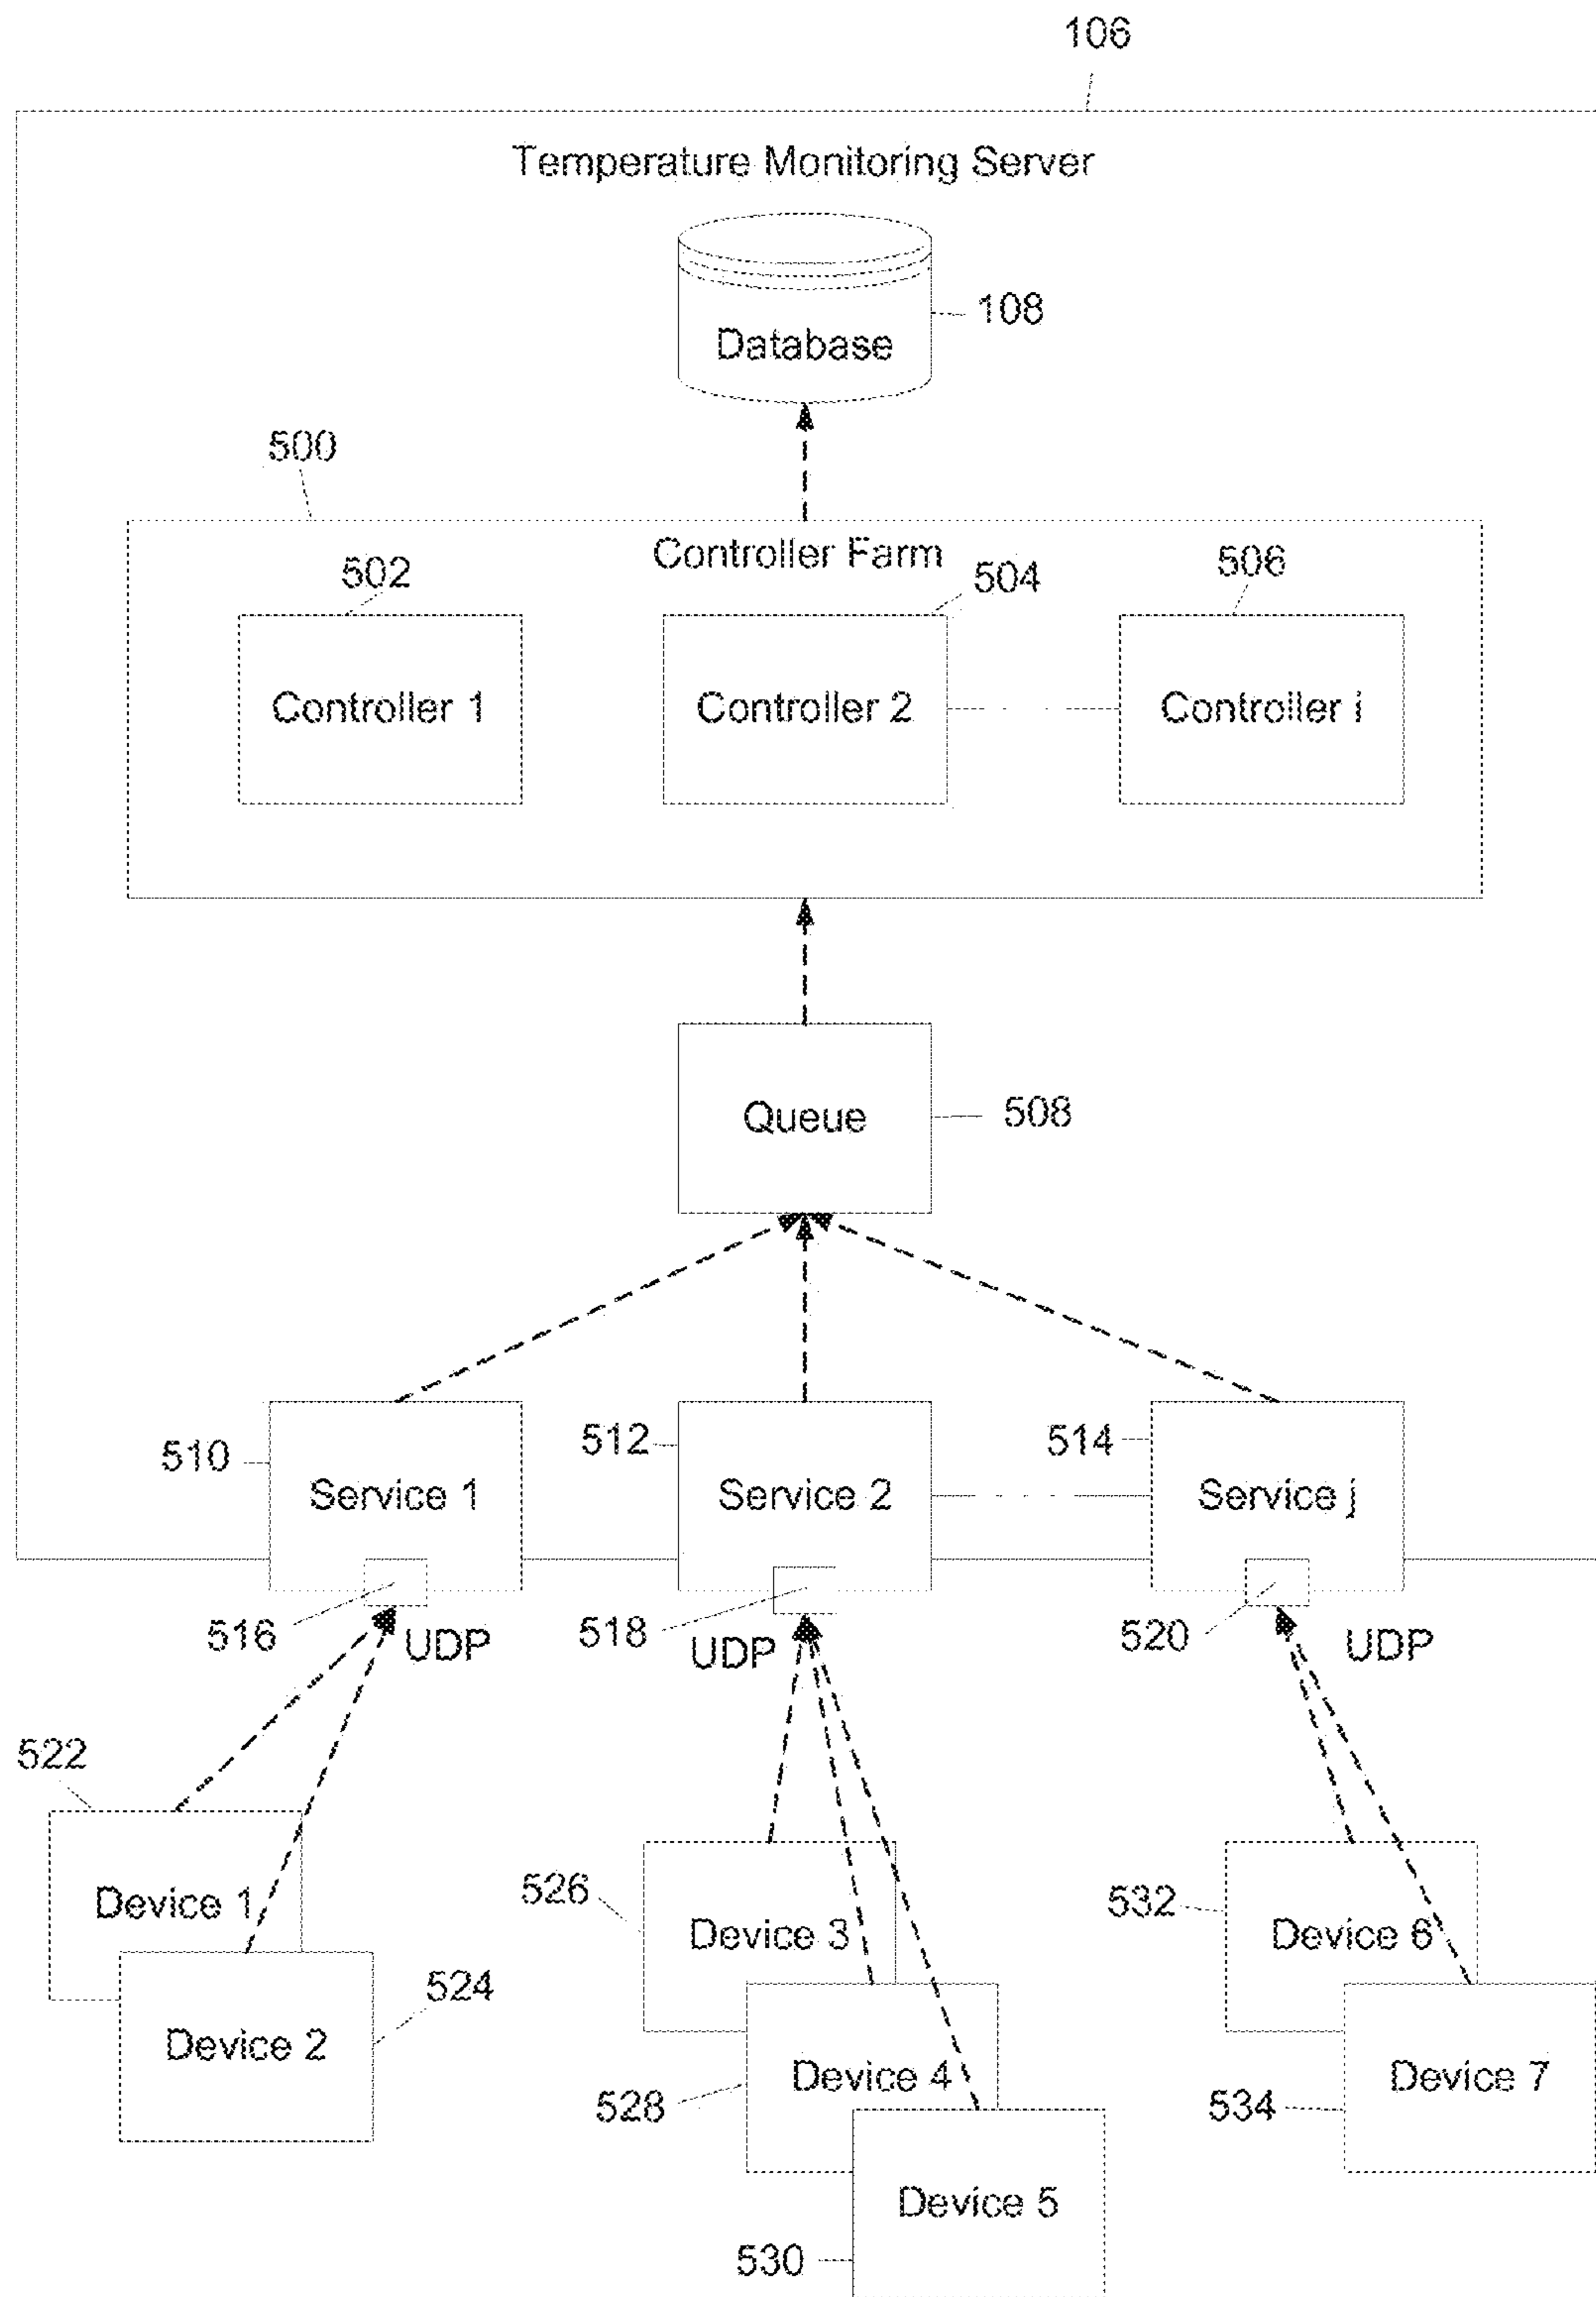 106
Temperature Monitoring Server
Database
108
500
Controller Farm
502
504
506
Controller 1
Controller 2
Controller i
Queue
508
510
512
514
Service 1
Service 2
Service j
516
UDP
518
UDP
520
UDP
522
Device 1
526
Device 3
532
Device 6
524
Device 2
528
Device 4
534
Device 7
Device 5
530